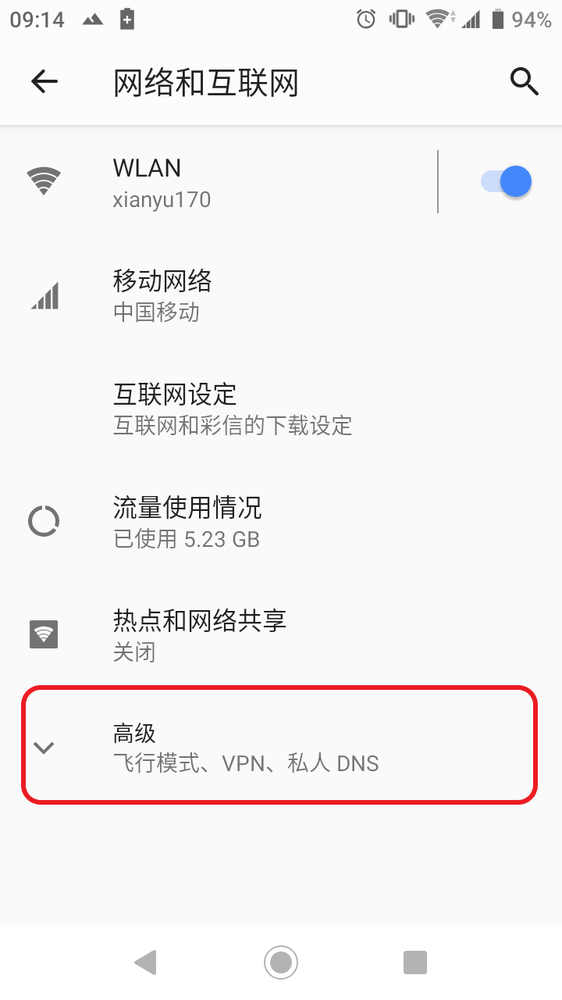 09:14 94%
网络和互联网
WLAN
xianyu170
移动网络
中国移动
互联网设定
互联网和彩信的下载设定
流量使用情况
已使用 5.23 GB
热点和网络共享
关闭
高级
飞行模式、VPN、私人 DNS